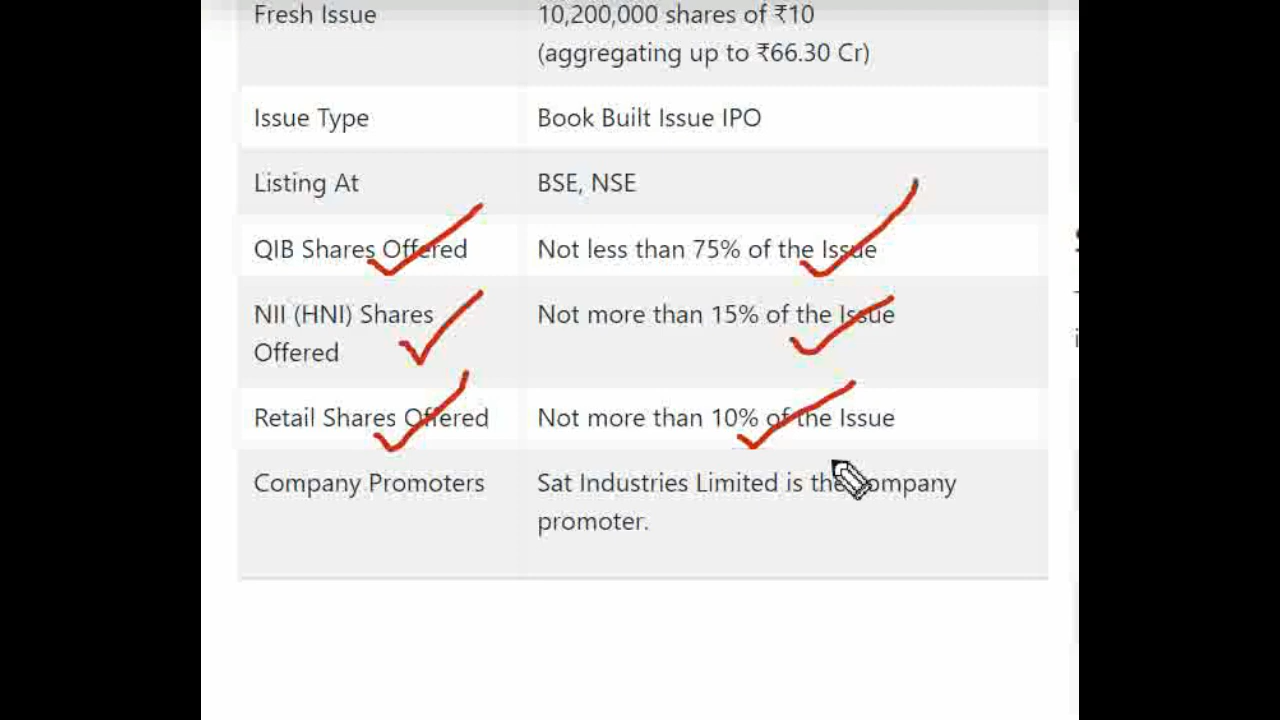 Fresh Issue
10,200,000 shares of ₹10
(aggregating up to ₹66.30 Cr)
Issue Type
Book Built Issue IPO
Listing At
BSE, NSE
QIB Shares Offered
Not less than 75% of the Issue
NII (HNI) Shares
Offered
Not more than 15% of the Issue
Retail Shares Offered
Not more than 10% of the Issue
Company Promoters
Sat Industries Limited is the company
promoter.